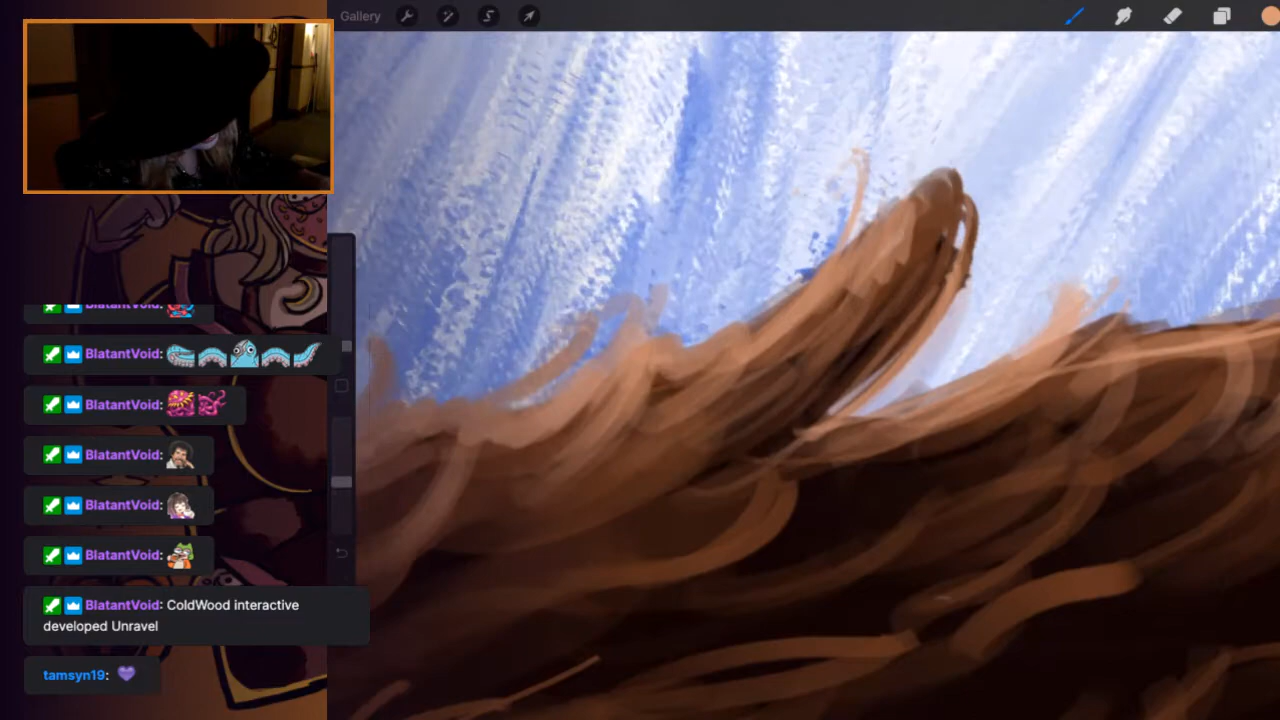 Gallery
BlatantVoid:
BlatantVoid:
BlatantVoid:
BlatantVoid:
BlatantVoid:
BlatantVoid:
BlatantVoid: ColdWood interactive
developed Unravel
tamsyn19: